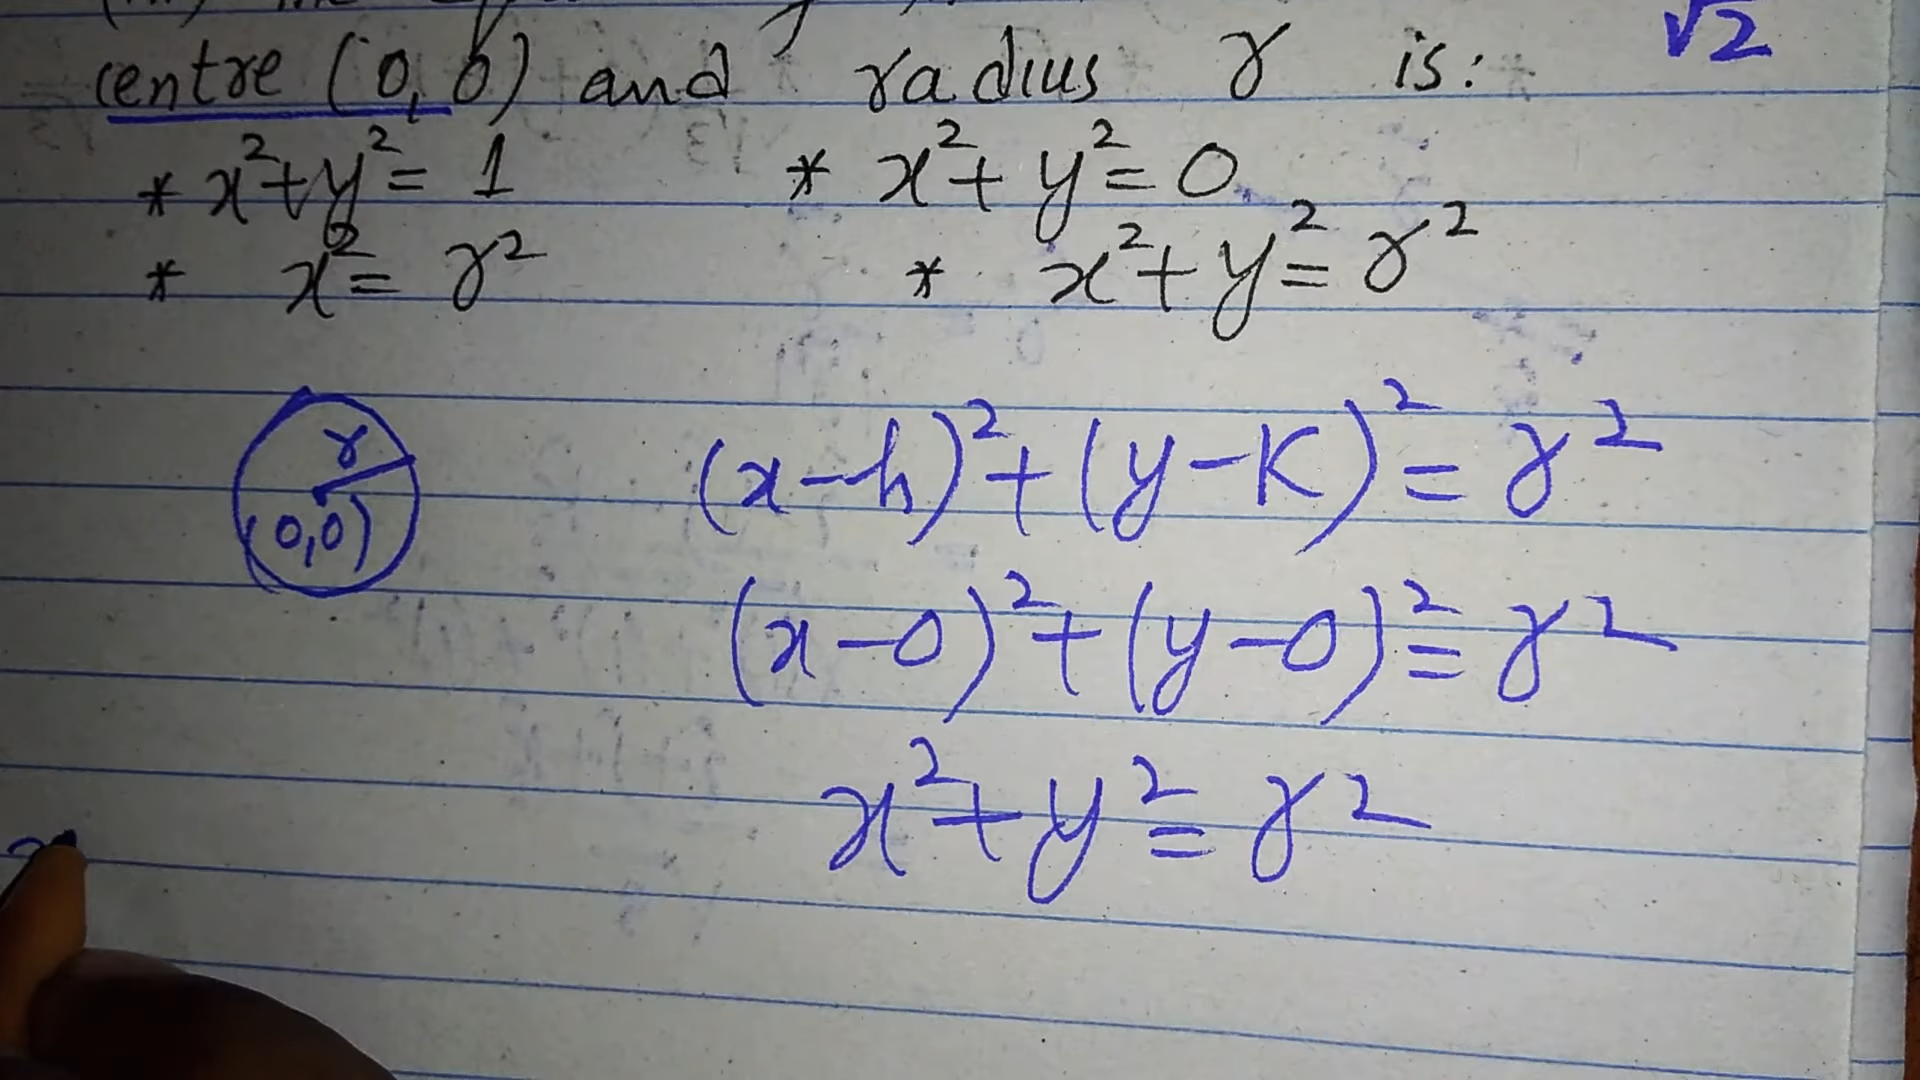 √2
centre (0,0) and radius r is:
* x²+y²= 1 * x²+ y²= 0
* x²= r² * x²+ y²= r²
r
(0,0)
(x-h)²+(y-K)²= r²
(x-0)²+(y-0)²= r²
x²+y²= r²